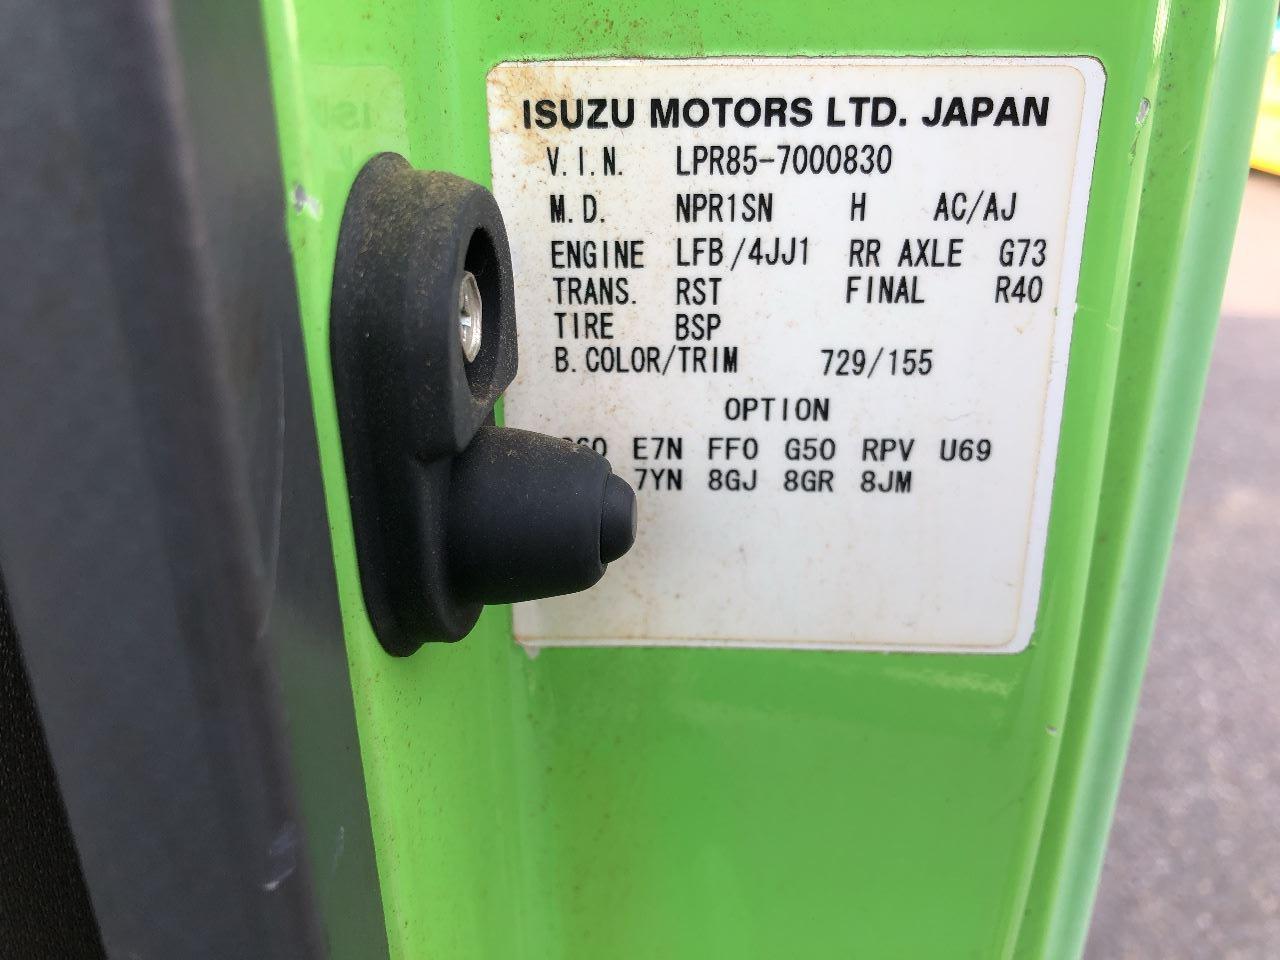 ISUZU MOTORS LTD. JAPAN
V.I.N. LPR85-7000830
M.D. NPR1SN H AC/AJ
ENGINE LFB/4JJ1 RR AXLE G73
TRANS. RST FINAL R40
TIRE BSP
B.COLOR/TRIM 729/155
OPTION
E7N FF0 G50 RPV U69
7YN 8GJ 8GR 8JM